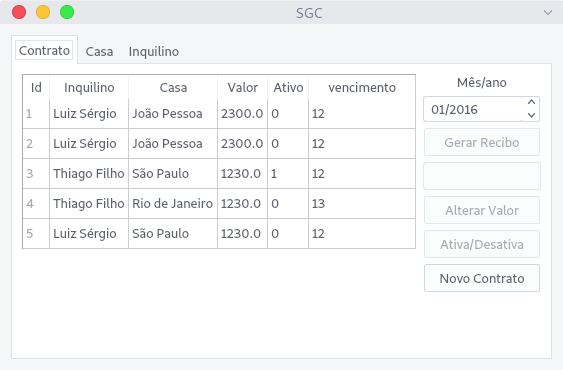 SGC
Contrato Casa Inquilino
Id Inquilino Casa Valor Ativo vencimento
1 Luiz Sérgio João Pessoa 2300.0 0 12
2 Luiz Sérgio João Pessoa 2300.0 0 12
3 Thiago Filho São Paulo 1230.0 1 12
4 Thiago Filho Rio de Janeiro 1230.0 0 13
5 Luiz Sérgio São Paulo 1230.0 0 12
Mês/ano
01/2016
Gerar Recibo
Alterar Valor
Ativa/Desativa
Novo Contrato